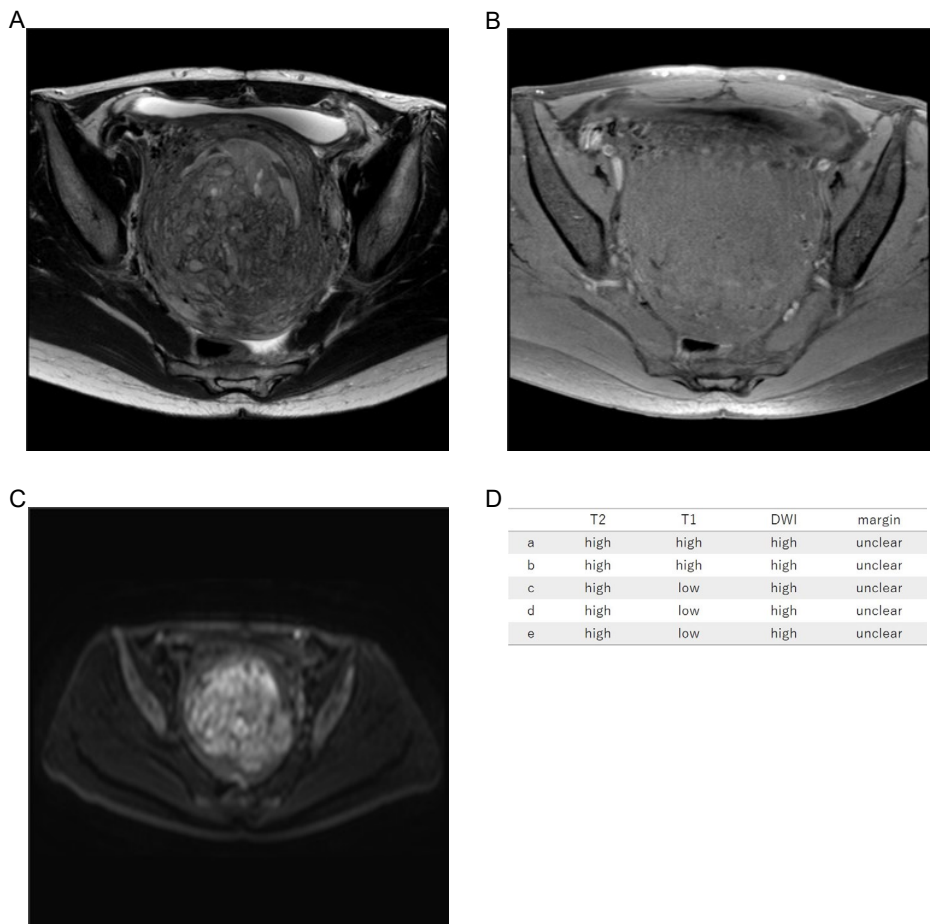 A
B
C
D
T2 T1 DWI margin
a high high high unclear
b high high high unclear
c high low high unclear
d high low high unclear
e high low high unclear